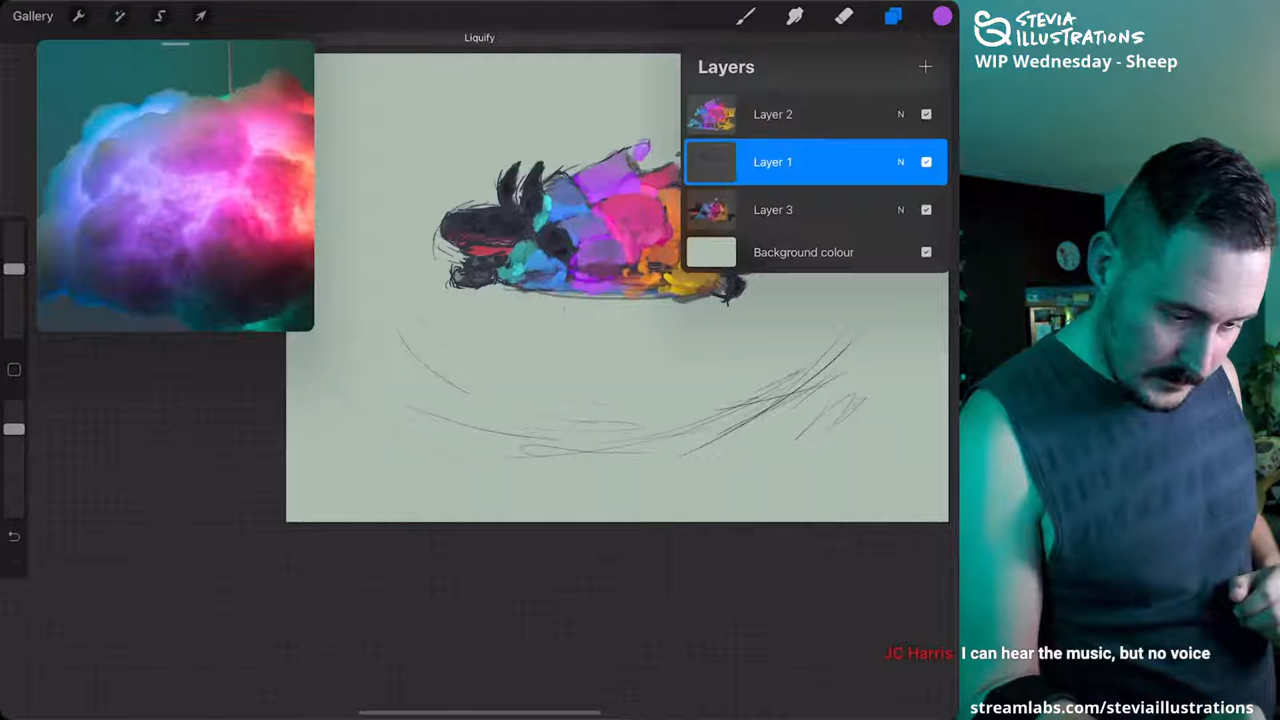 Gallery
Liquify
Layers
Layer 2
N
Layer 1
N
Layer 3
N
Background colour
STEVIA
ILLUSTRATIONS
WIP Wednesday - Sheep
JC Harris I can hear the music, but no voice
streamlabs.com/steviaillustrations